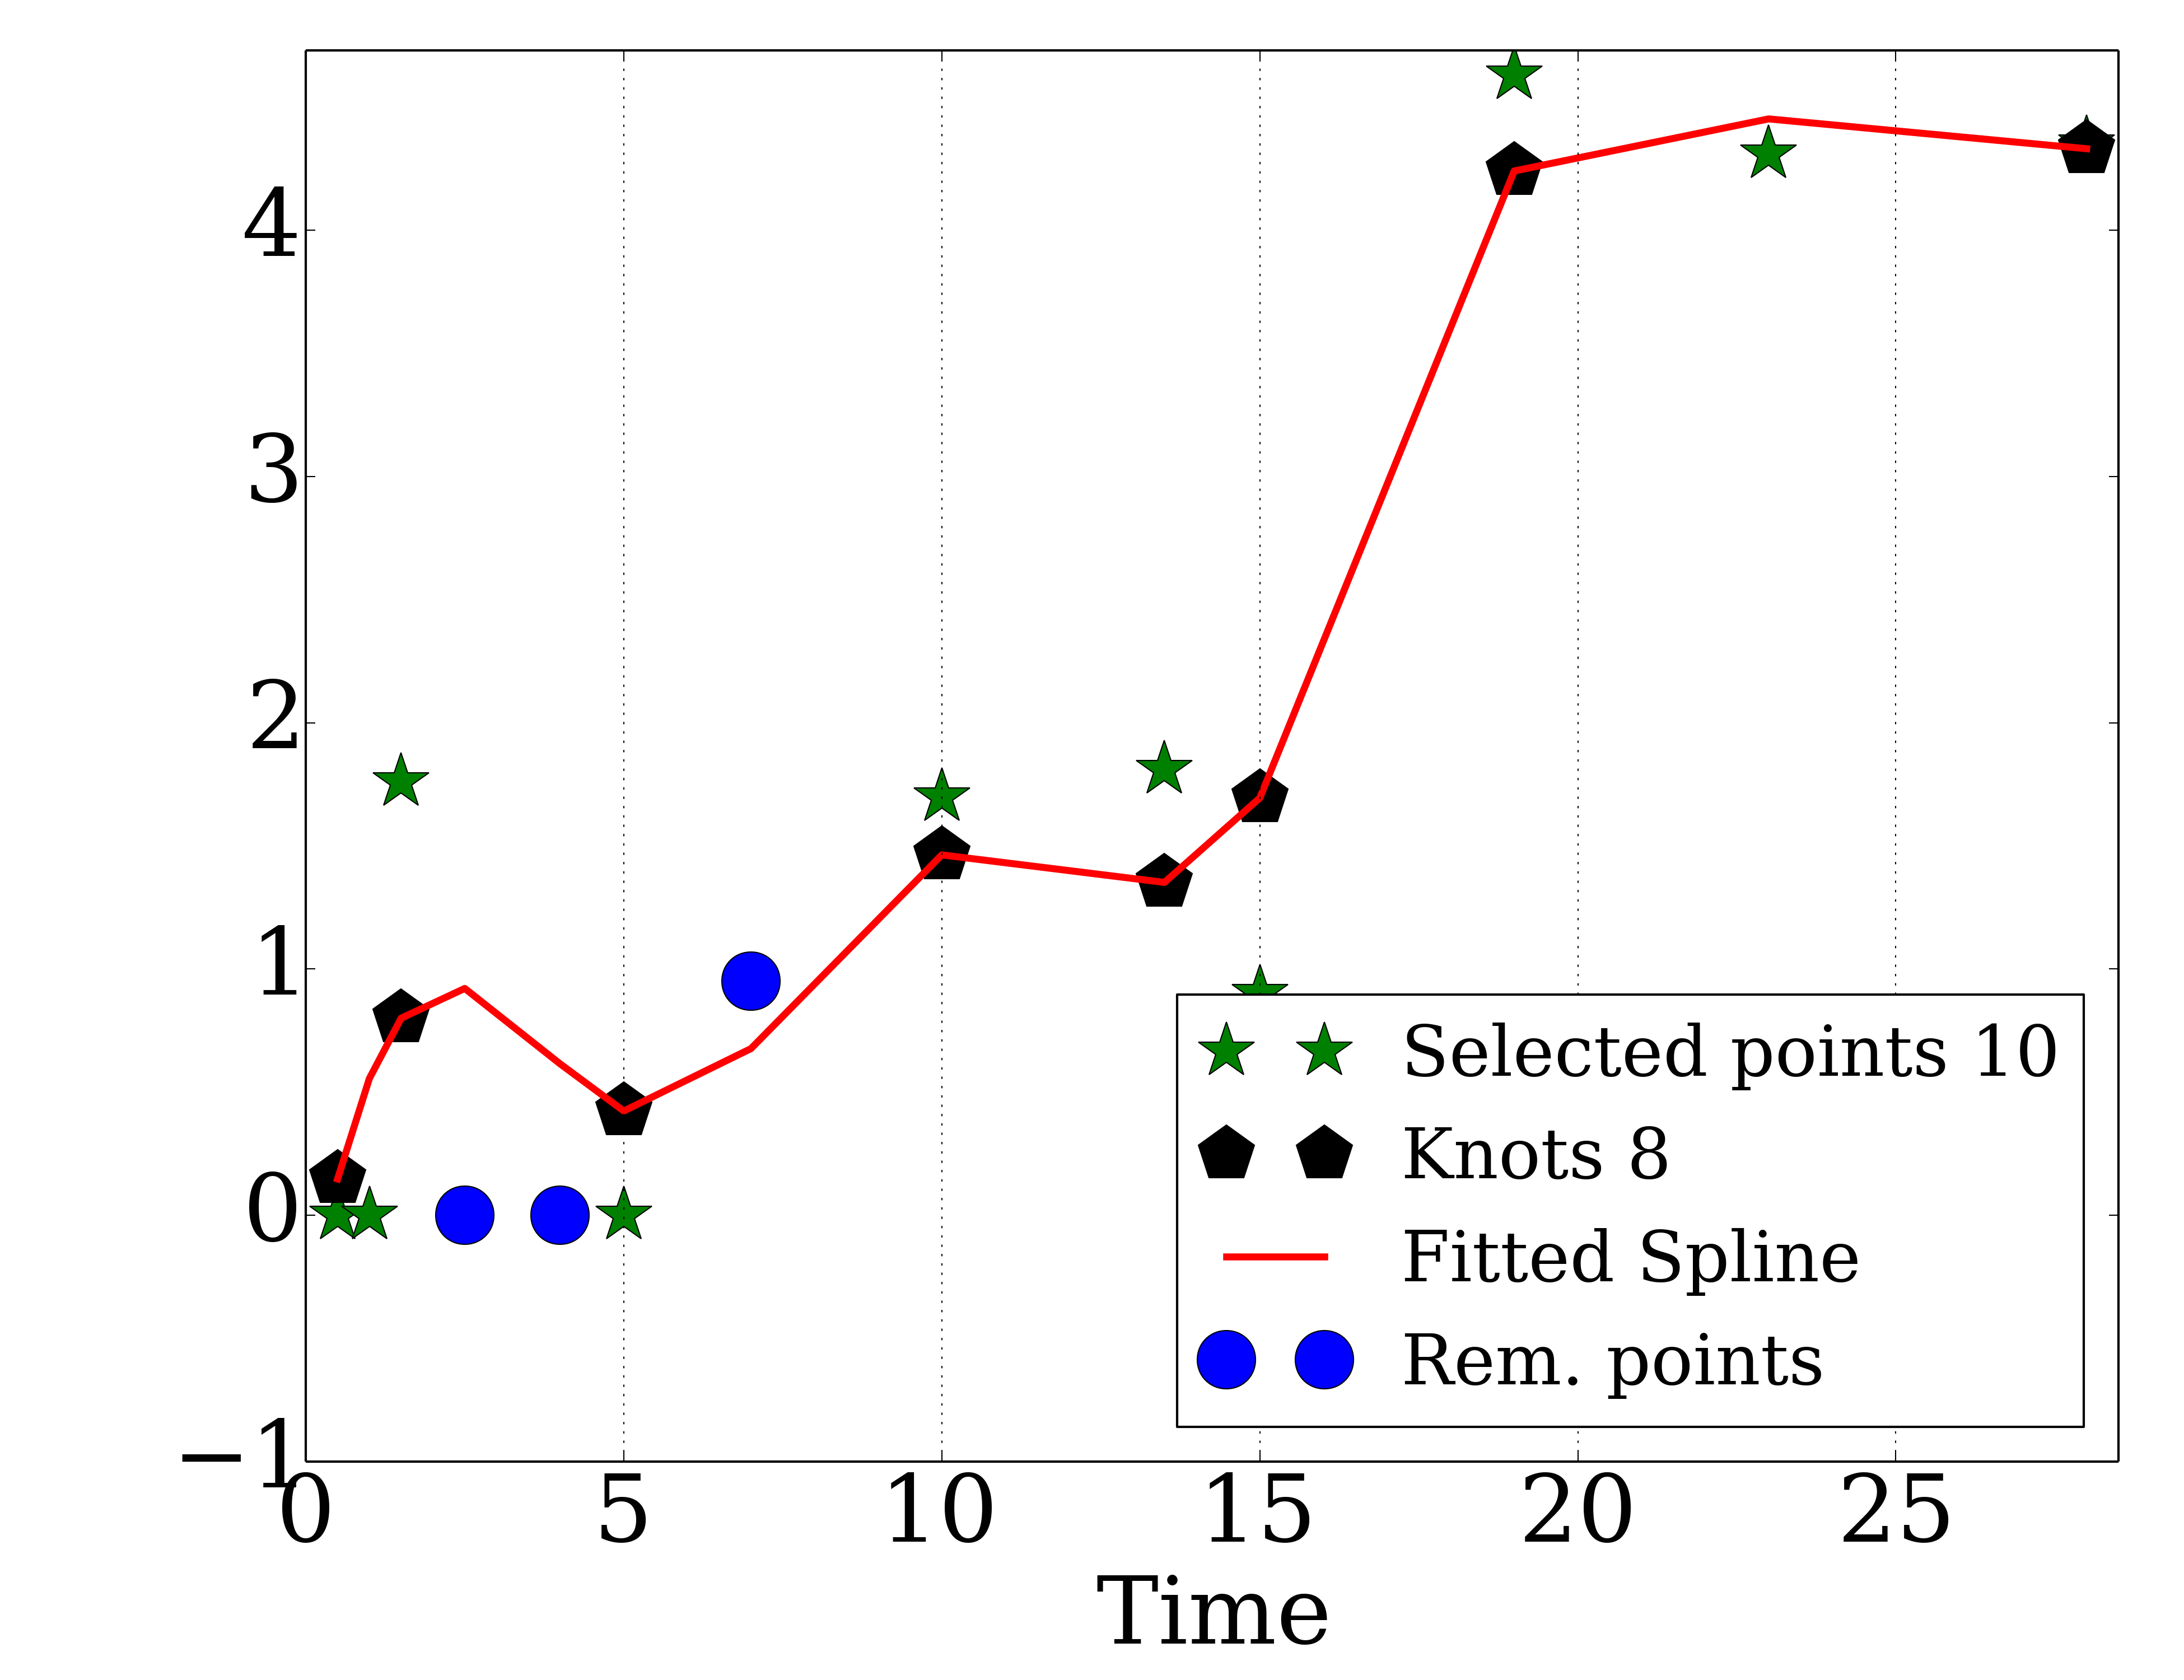 4
3
2
1
0
−1
Selected points 10
Knots 8
Fitted Spline
Rem. points
0 5 10 15 20 25
Time